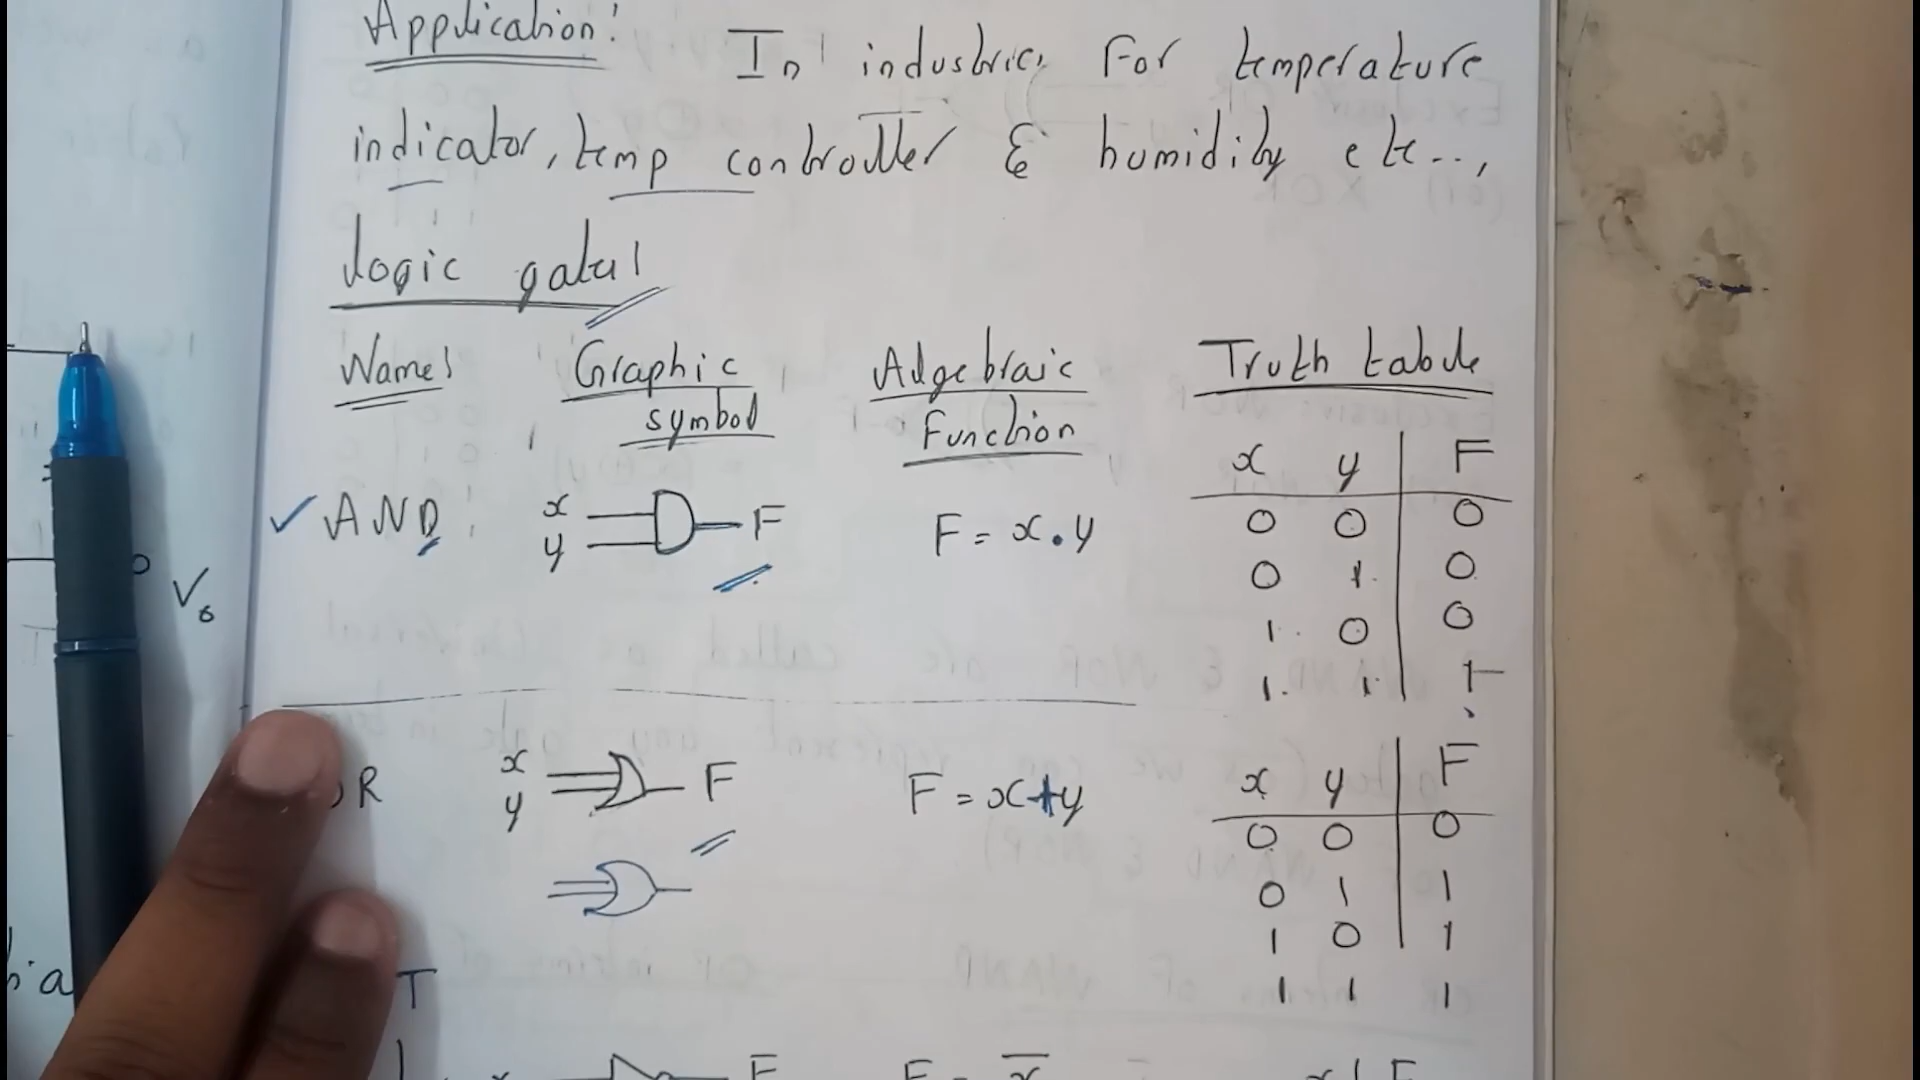 Application:
In industries For temperature
indicator, temp controller & humidity etc..,
Logic gates
Name:
Graphic symbol
Algebraic Function
Truth table
AND
x
y
F
F = x.y
x y F
0 0 0
0 1 0
1 0 0
1 1 1
R
x
y
F
F = x+y
x y F
0 0 0
0 1 1
1 0 1
1 1 1
T
x
F
F = x̅
x F
Vo